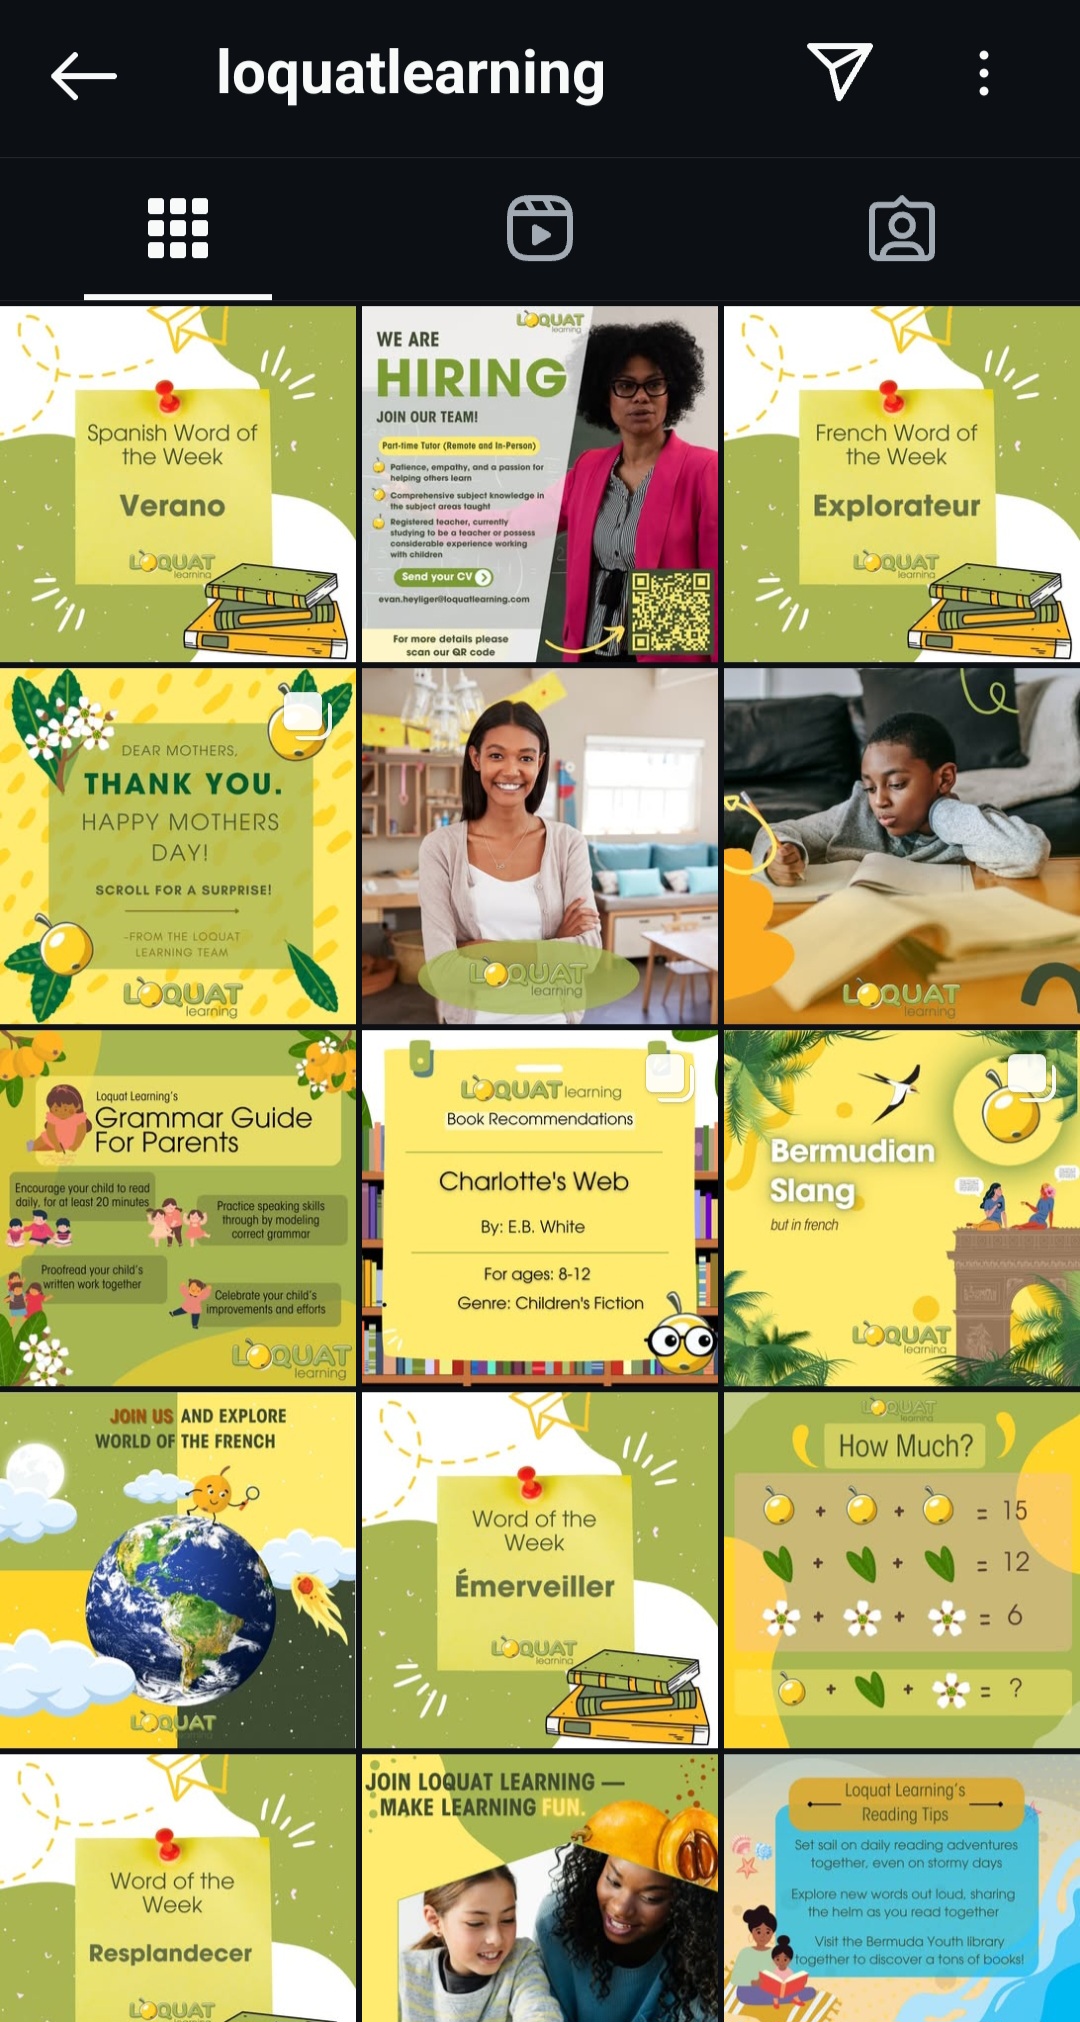 loquatlearning
Spanish Word of
the Week
Verano
LOQUAT
learning
LOQUAT
learning
WE ARE
HIRING
JOIN OUR TEAM!
Part-time Tutor (Remote and In-Person)
Patience, empathy, and a passion for
helping others learn
Comprehensive subject knowledge in
the subject areas taught
Registered teacher, currently
studying to be a teacher or possess
considerable experience working
with children
Send your CV
evan.heyliger@loquatlearning.com
For more details please
scan our QR code
French Word of
the Week
Explorateur
LOQUAT
learning
DEAR MOTHERS,
THANK YOU.
HAPPY MOTHERS
DAY!
SCROLL FOR A SURPRISE!
-FROM THE LOQUAT
LEARNING TEAM
LOQUAT
learning
LOQUAT
learning
LOQUAT
learning
Loquat Learning's
Grammar Guide
For Parents
Encourage your child to read
daily, for at least 20 minutes
Practice speaking skills
through by modeling
correct grammar
Proofread your child's
written work together
Celebrate your child's
improvements and efforts
LOQUAT
learning
LOQUAT learning
Book Recommendations
Charlotte's Web
By: E.B. White
For ages: 8-12
Genre: Children's Fiction
Bermudian
Slang
but in french
LOQUAT
learning
JOIN US AND EXPLORE
WORLD OF THE FRENCH
LOQUAT
Word of the
Week
Émerveiller
LOQUAT
learning
LOQUAT
learning
How Much?
+ + = 15
+ + = 12
+ + = 6
+ + = ?
Word of the
Week
Resplandecer
LOQUAT
learning
JOIN LOQUAT LEARNING —
MAKE LEARNING FUN.
Loquat Learning's
Reading Tips
Set sail on daily reading adventures
together, even on stormy days
Explore new words out loud, sharing
the helm as you read together
Visit the Bermuda Youth library
together to discover a tons of books!